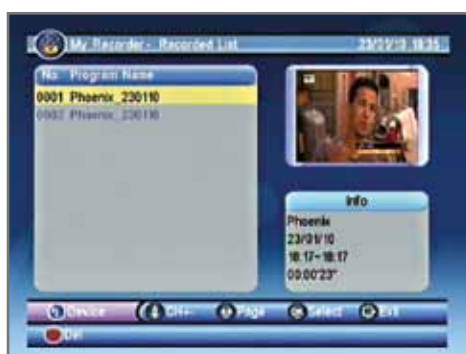 My Recorder - Recorded List 23/01/10 18:35
No Program Name
0001 Phoenix_230110
0002 Phoenix_230110
Info
Phoenix
23/01/10
18:17-18:17
00:00'23"
Device CH+- Page Select Exit
Del